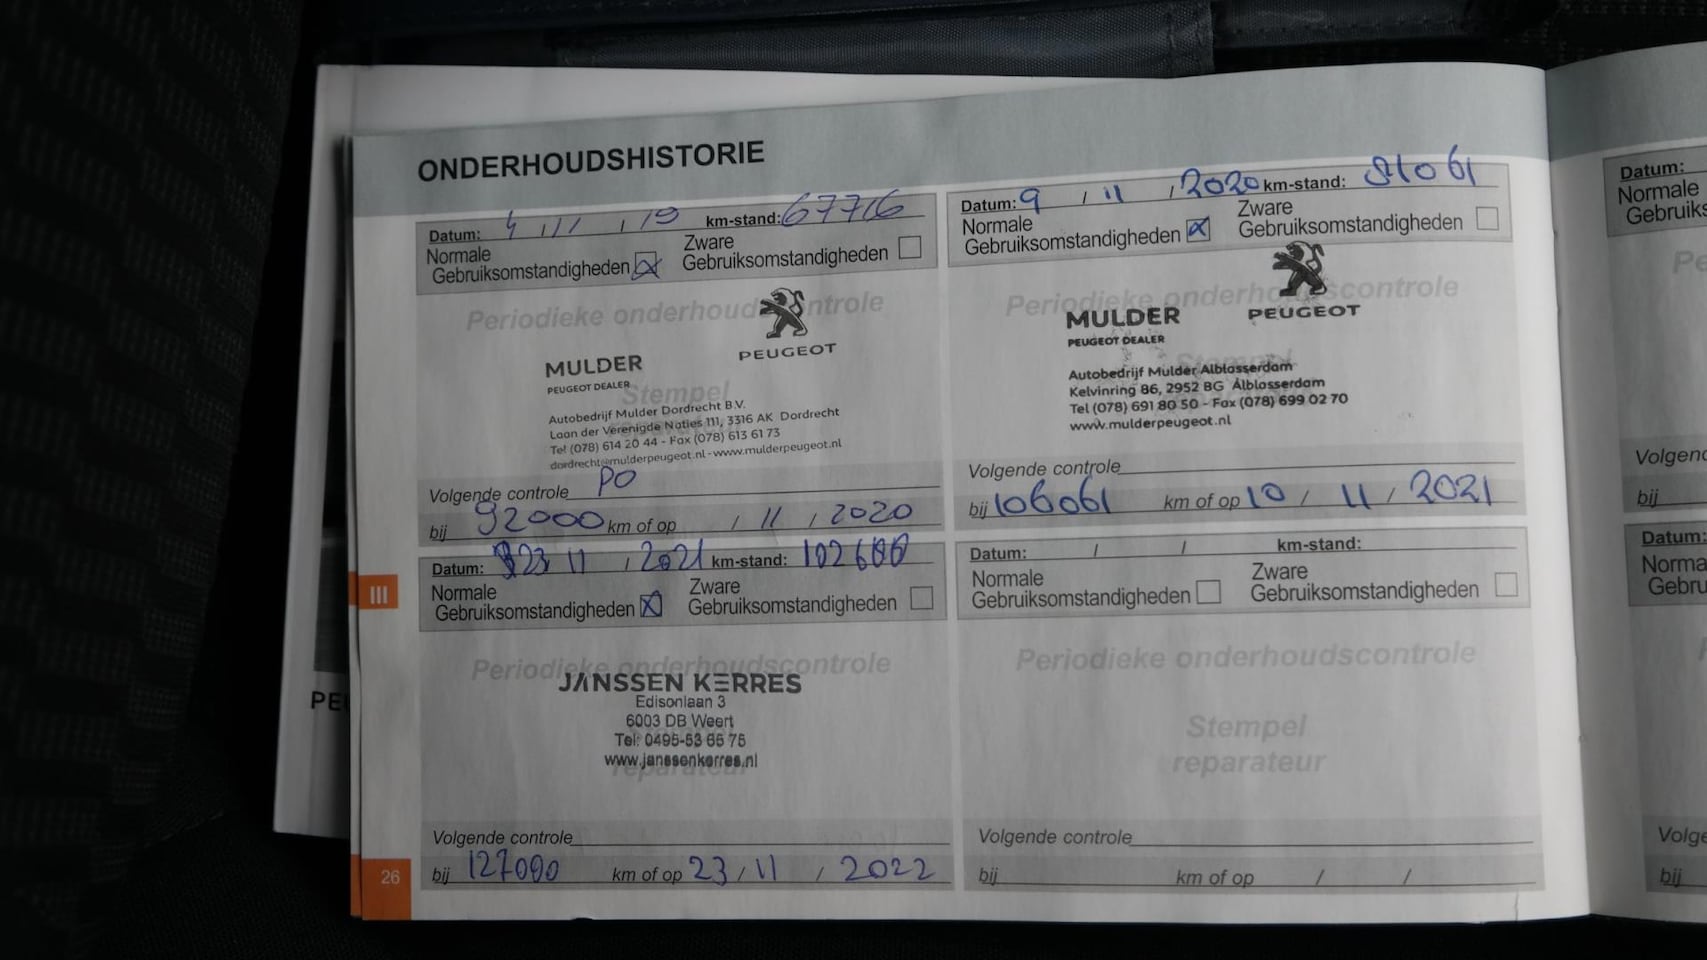 ONDERHOUDSHISTORIE
Datum: 4 / 11 / 19 km-stand: 67716
Normale
Gebruiksomstandigheden
Zware
Gebruiksomstandigheden
Periodieke onderhoudscontrole
PEUGEOT
MULDER
PEUGEOT DEALER
Stempel
Autobedrijf Mulder Dordrecht B.V.
Laan der Verenigde Naties 111, 3316 AK Dordrecht
Tel (078) 614 20 44 - Fax (078) 613 61 73
dordrecht@mulderpeugeot.nl - www.mulderpeugeot.nl
Volgende controle PO
bij 92000 km of op / 11 / 2020
Datum: 9 / 11 / 2020 km-stand: 81061
Normale
Gebruiksomstandigheden
Zware
Gebruiksomstandigheden
Periodieke onderhoudscontrole
PEUGEOT
MULDER
PEUGEOT DEALER
Stempel
Autobedrijf Mulder Alblasserdam
Kelvinring 86, 2952 BG Alblasserdam
Tel (078) 691 80 50 - Fax (078) 699 02 70
www.mulderpeugeot.nl
Volgende controle
bij 106061 km of op 10 / 11 / 2021
Datum: 23 11 / 2021 km-stand:
Normale
Gebruiksomstandigheden
Zware
Gebruiksomstandigheden
Periodieke onderhoudscontrole
JANSSEN KERRES
Edisonlaan 3
6003 DB Weert
Tel: 0495-53 65 75
www.janssenkerres.nl
reparateur
Volgende controle
bij 127000 km of op 23 / 11 / 2022
Datum: / / km-stand:
Normale
Gebruiksomstandigheden
Zware
Gebruiksomstandigheden
Periodieke onderhoudscontrole
Stempel
reparateur
Volgende controle
bij km of op / /
III
26
Datum:
Normale
bij
Datum:
bij